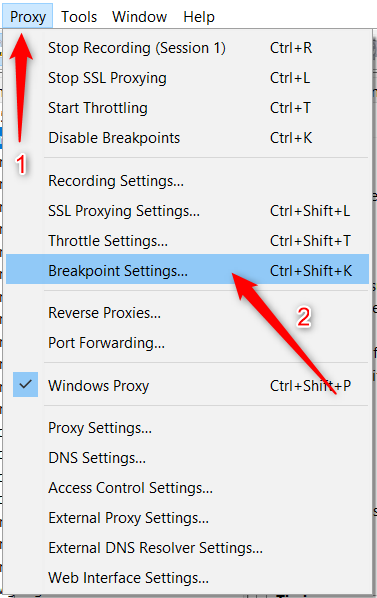 Proxy Tools Window Help
1
Stop Recording (Session 1) Ctrl+R
Stop SSL Proxying Ctrl+L
Start Throttling Ctrl+T
Disable Breakpoints Ctrl+K
Recording Settings...
SSL Proxying Settings... Ctrl+Shift+L
Throttle Settings... Ctrl+Shift+T
Breakpoint Settings... Ctrl+Shift+K
2
Reverse Proxies...
Port Forwarding...
Windows Proxy Ctrl+Shift+P
Proxy Settings...
DNS Settings...
Access Control Settings...
External Proxy Settings...
External DNS Resolver Settings...
Web Interface Settings...